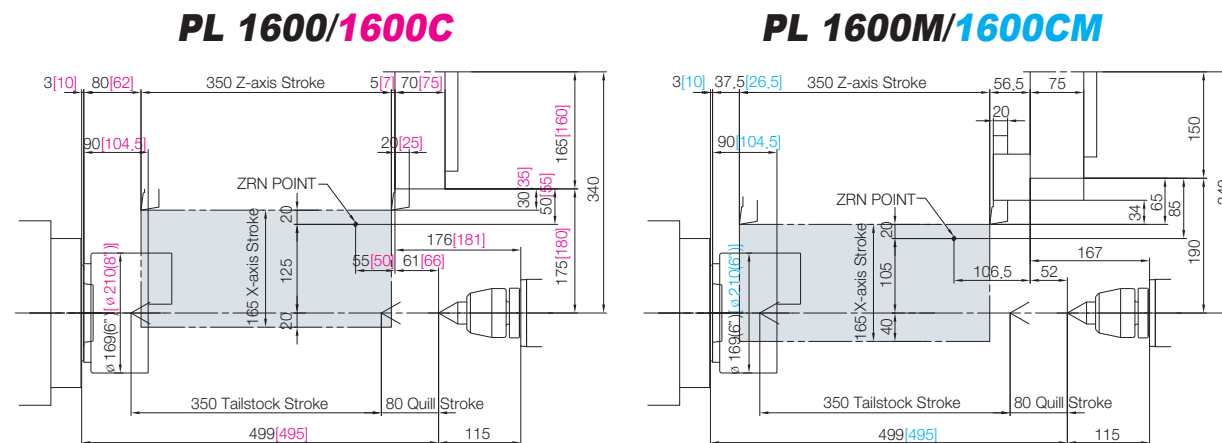 PL 1600/1600C
3[10] 80[62] 350 Z-axis Stroke 5[7] 70[75]
90[104.5] 20[25]
165[160]
340
ZRN POINT
30[35]
50[55]
20
165 X-axis Stroke
125
20
176[181]
175[180]
55[50] 61[66]
ø169(6")[ø210(8")]
350 Tailstock Stroke 80 Quill Stroke
499[495] 115
PL 1600M/1600CM
3[10] 37.5[26.5] 350 Z-axis Stroke 56.5 75
20
90[104.5]
150
ZRN POINT
34
65
85
20
165 X-axis Stroke
105
40
190
167
106.5 52
ø169(6")[ø210(6")]
350 Tailstock Stroke 80 Quill Stroke
499[495] 115